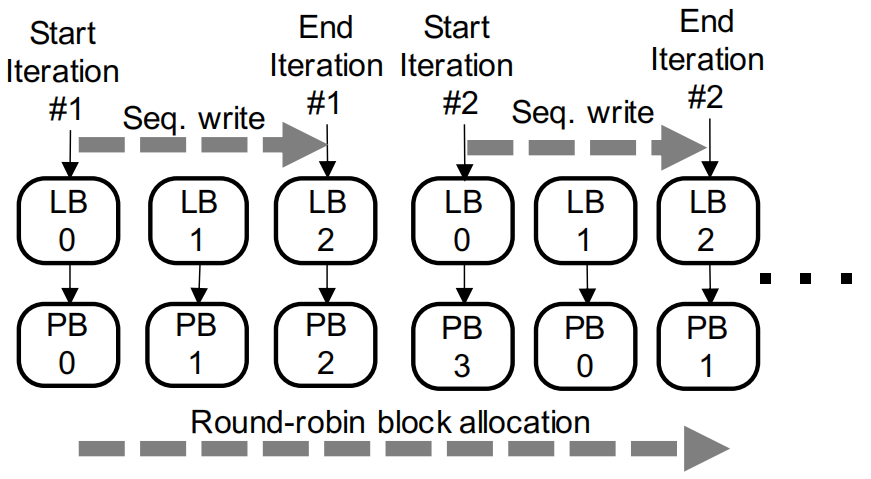 Start
Iteration
#1
End
Iteration
#1
Start
Iteration
#2
End
Iteration
#2
Seq. write
Seq. write
LB
0
LB
1
LB
2
LB
0
LB
1
LB
2
. . .
PB
0
PB
1
PB
2
PB
3
PB
0
PB
1
Round-robin block allocation